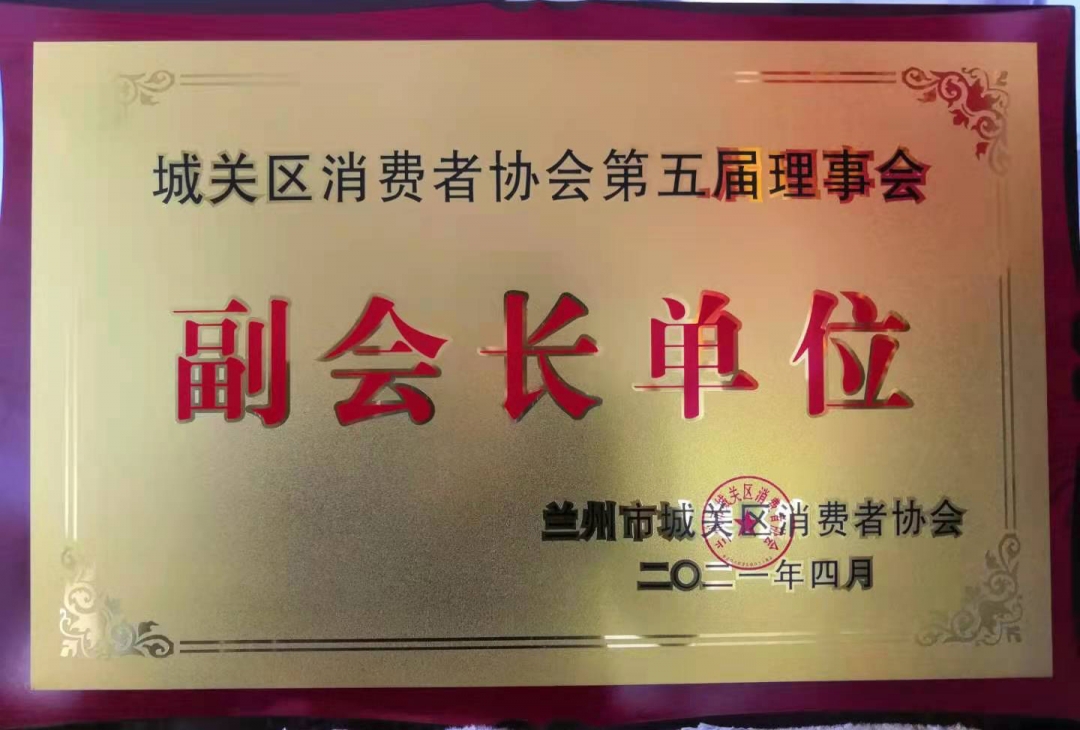 城关区消费者协会第五届理事会
副会长单位
兰州市城关区消费者协会
二〇二一年四月